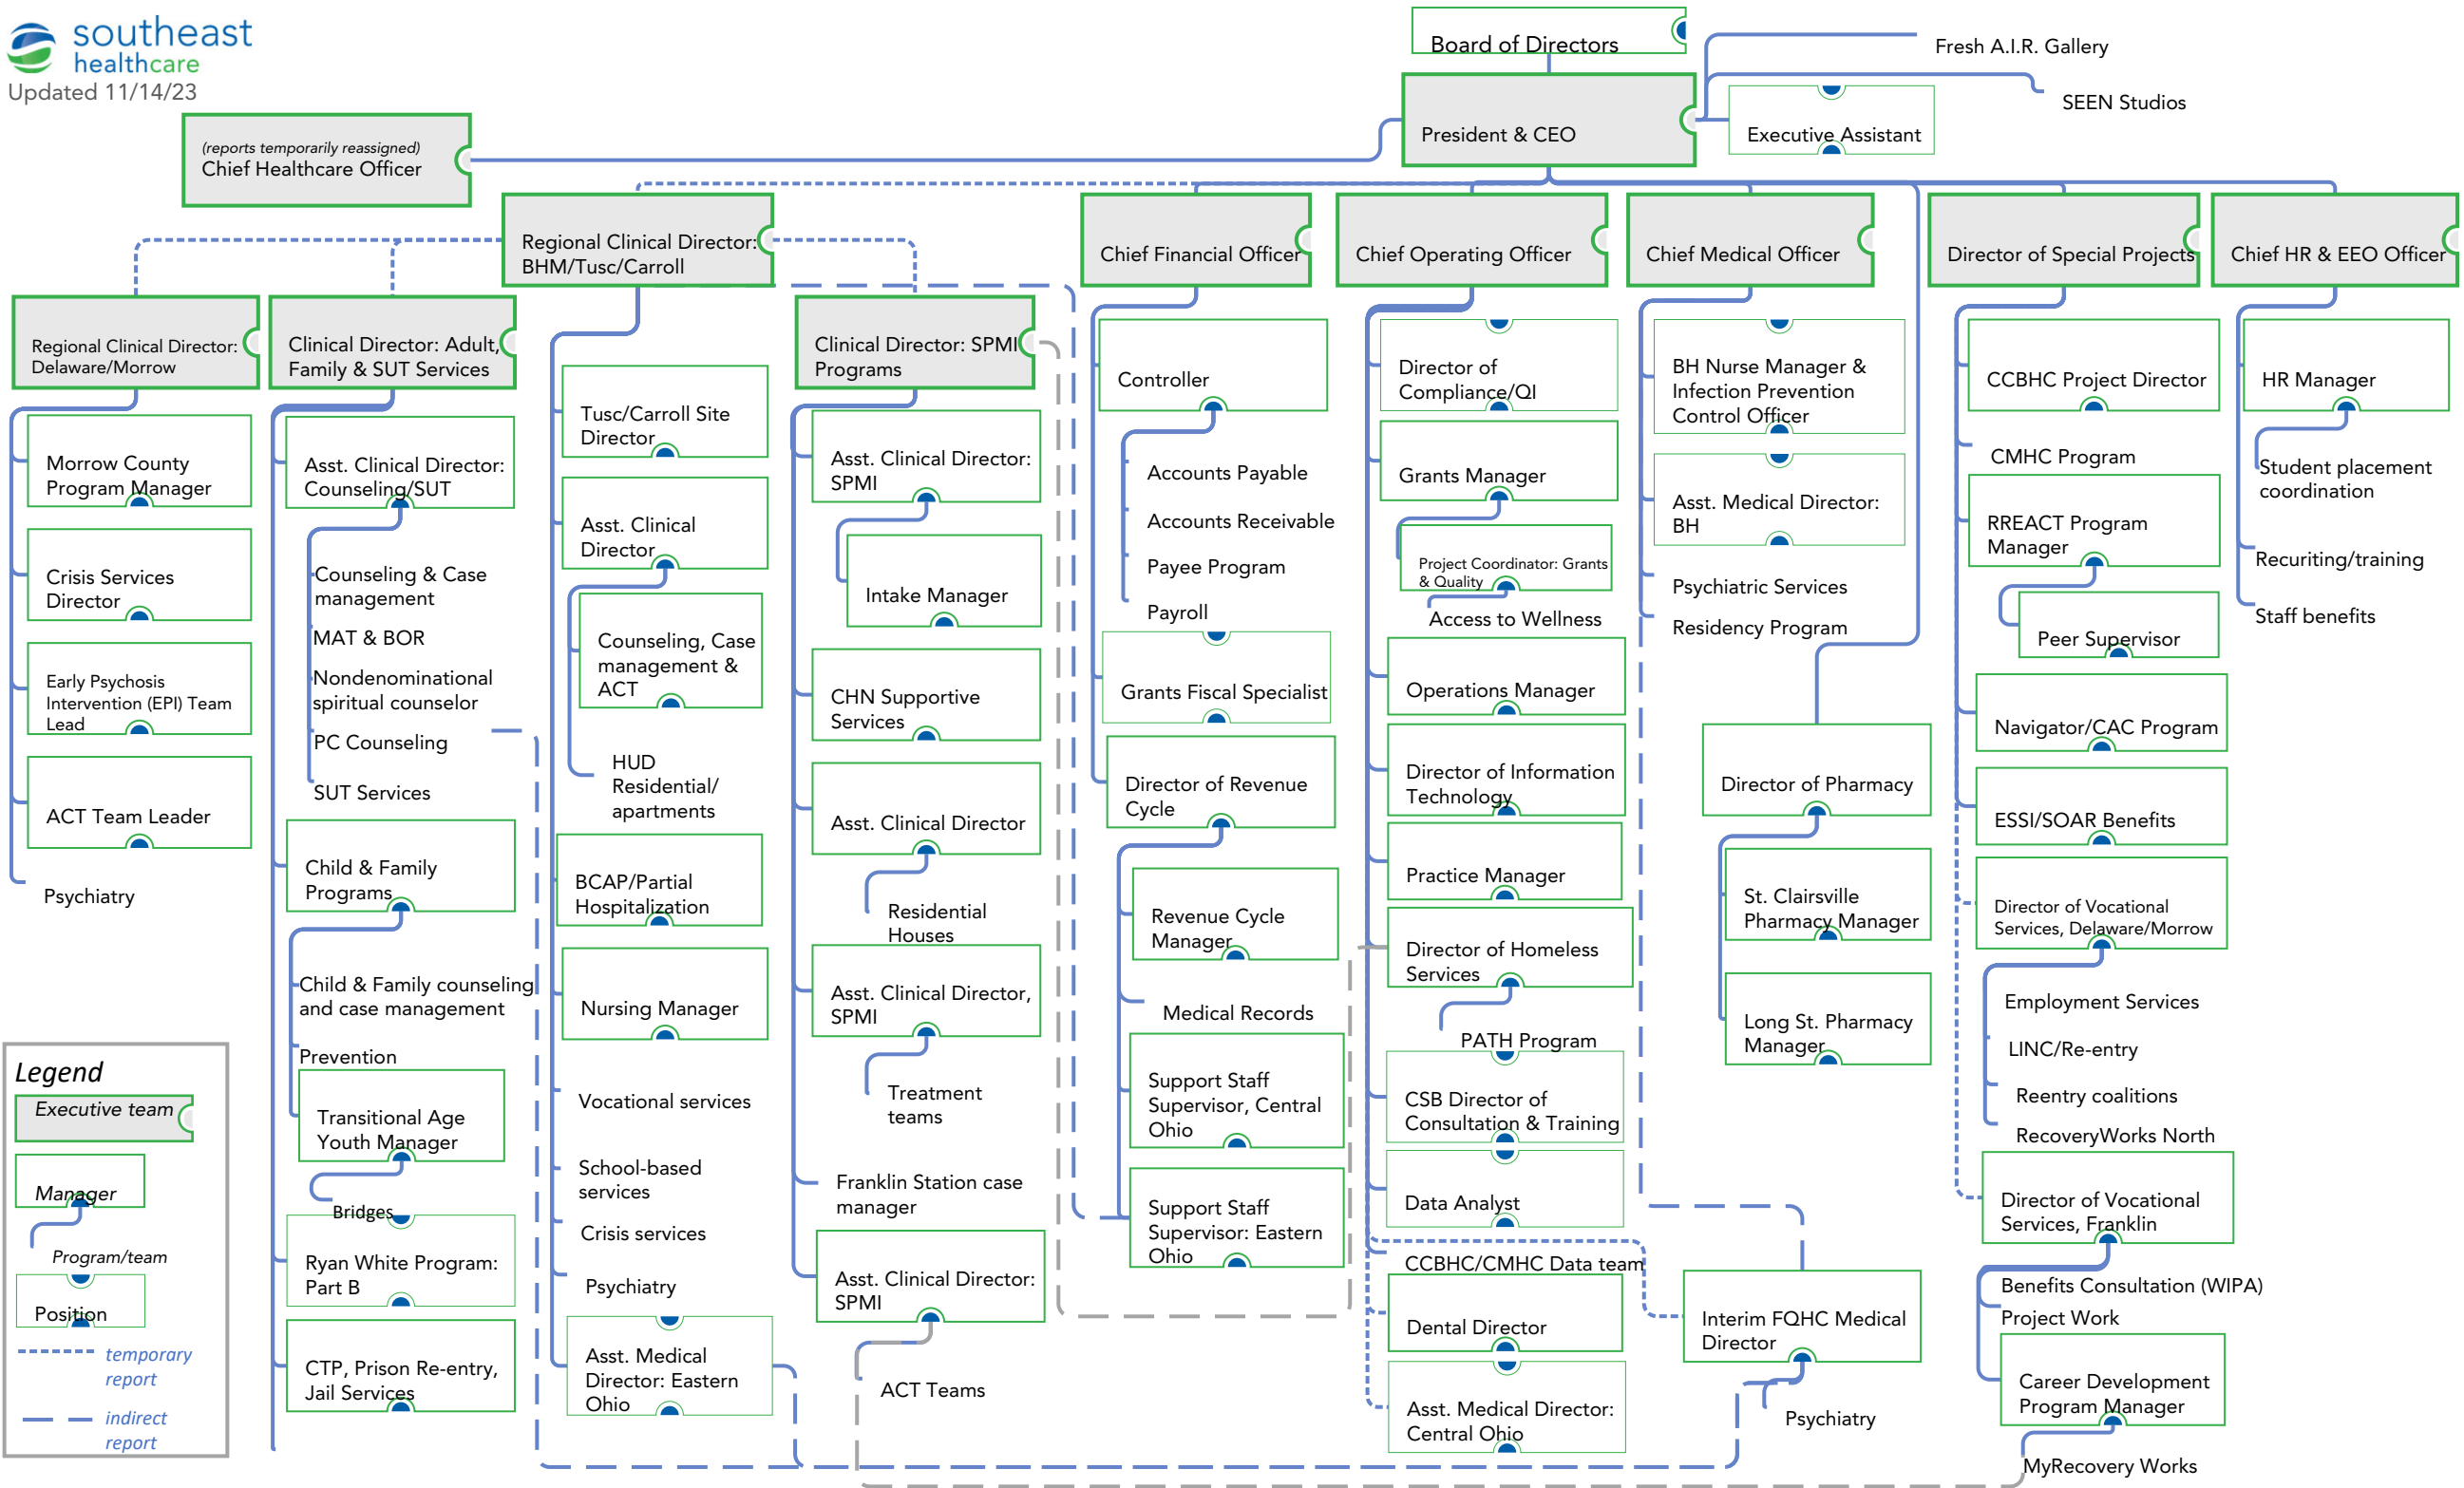 southeast
healthcare
Updated 11/14/23
Board of Directors
Fresh A.I.R. Gallery
SEEN Studios
President & CEO
Executive Assistant
(reports temporarily reassigned)
Chief Healthcare Officer
Regional Clinical Director:
BHM/Tusc/Carroll
Chief Financial Officer
Chief Operating Officer
Chief Medical Officer
Director of Special Projects
Chief HR & EEO Officer
Regional Clinical Director:
Delaware/Morrow
Clinical Director: Adult,
Family & SUT Services
Clinical Director: SPMI
Programs
Morrow County
Program Manager
Crisis Services
Director
Early Psychosis
Intervention (EPI) Team
Lead
ACT Team Leader
Psychiatry
Asst. Clinical Director:
Counseling/SUT
Counseling & Case
management
MAT & BOR
Nondenominational
spiritual counselor
PC Counseling
SUT Services
Child & Family
Programs
Child & Family counseling
and case management
Prevention
Transitional Age
Youth Manager
Bridges
Ryan White Program:
Part B
CTP, Prison Re-entry,
Jail Services
Tusc/Carroll Site
Director
Asst. Clinical
Director
Counseling, Case
management &
ACT
HUD
Residential/
apartments
BCAP/Partial
Hospitalization
Nursing Manager
Vocational services
School-based
services
Crisis services
Psychiatry
Asst. Medical
Director: Eastern
Ohio
Asst. Clinical Director:
SPMI
Intake Manager
CHN Supportive
Services
Asst. Clinical Director
Residential
Houses
Asst. Clinical Director,
SPMI
Treatment
teams
Franklin Station case
manager
Asst. Clinical Director:
SPMI
ACT Teams
Controller
Accounts Payable
Accounts Receivable
Payee Program
Payroll
Grants Fiscal Specialist
Director of Revenue
Cycle
Revenue Cycle
Manager
Medical Records
Support Staff
Supervisor, Central
Ohio
Support Staff
Supervisor: Eastern
Ohio
Director of
Compliance/QI
Grants Manager
Project Coordinator: Grants
& Quality
Access to Wellness
Operations Manager
Director of Information
Technology
Practice Manager
Director of Homeless
Services
PATH Program
CSB Director of
Consultation & Training
Data Analyst
CCBHC/CMHC Data team
Dental Director
Asst. Medical Director:
Central Ohio
BH Nurse Manager &
Infection Prevention
Control Officer
Asst. Medical Director:
BH
Psychiatric Services
Residency Program
Director of Pharmacy
St. Clairsville
Pharmacy Manager
Long St. Pharmacy
Manager
Interim FQHC Medical
Director
Psychiatry
CCBHC Project Director
CMHC Program
RREACT Program
Manager
Peer Supervisor
Navigator/CAC Program
ESSI/SOAR Benefits
Director of Vocational
Services, Delaware/Morrow
Employment Services
LINC/Re-entry
Reentry coalitions
RecoveryWorks North
Director of Vocational
Services, Franklin
Benefits Consultation (WIPA)
Project Work
Career Development
Program Manager
MyRecovery Works
HR Manager
Student placement
coordination
Recuriting/training
Staff benefits
Legend
Executive team
Manager
Program/team
Position
temporary
report
indirect
report